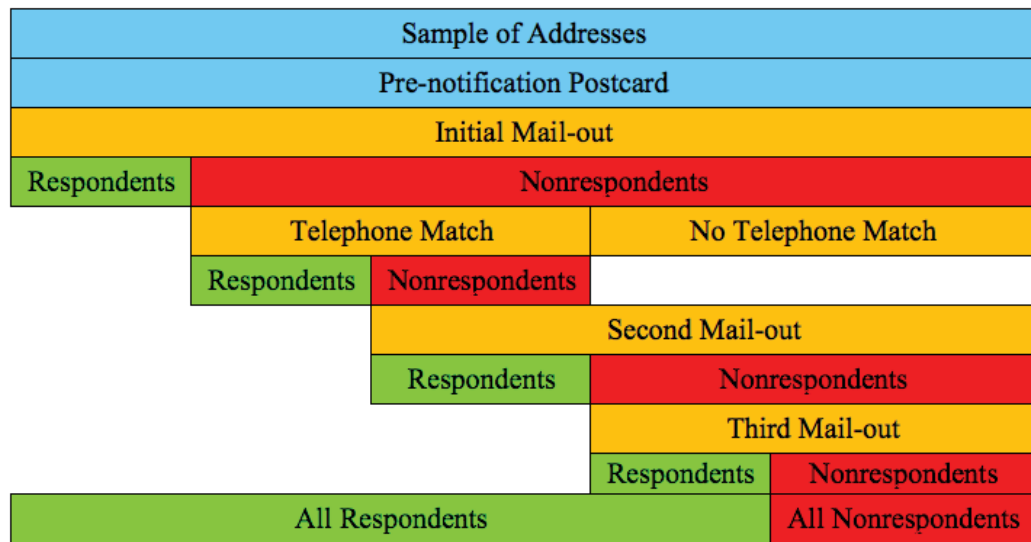 Sample of Addresses
Pre-notification Postcard
Initial Mail-out
Respondents Nonrespondents
Telephone Match No Telephone Match
Respondents Nonrespondents
Second Mail-out
Respondents Nonrespondents
Third Mail-out
Respondents Nonrespondents
All Respondents All Nonrespondents